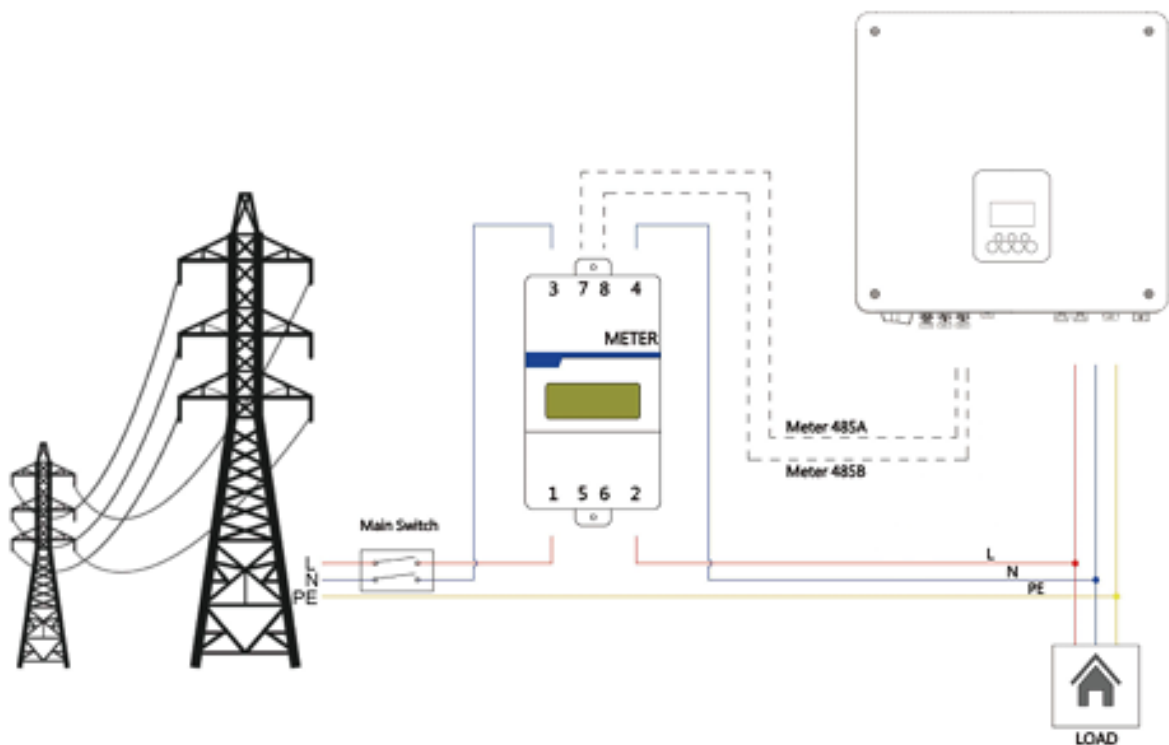 3 7 8 4
METER
Meter 485A
Meter 485B
1 5 6 2
Main Switch
L
N
PE
L
N
PE
LOAD